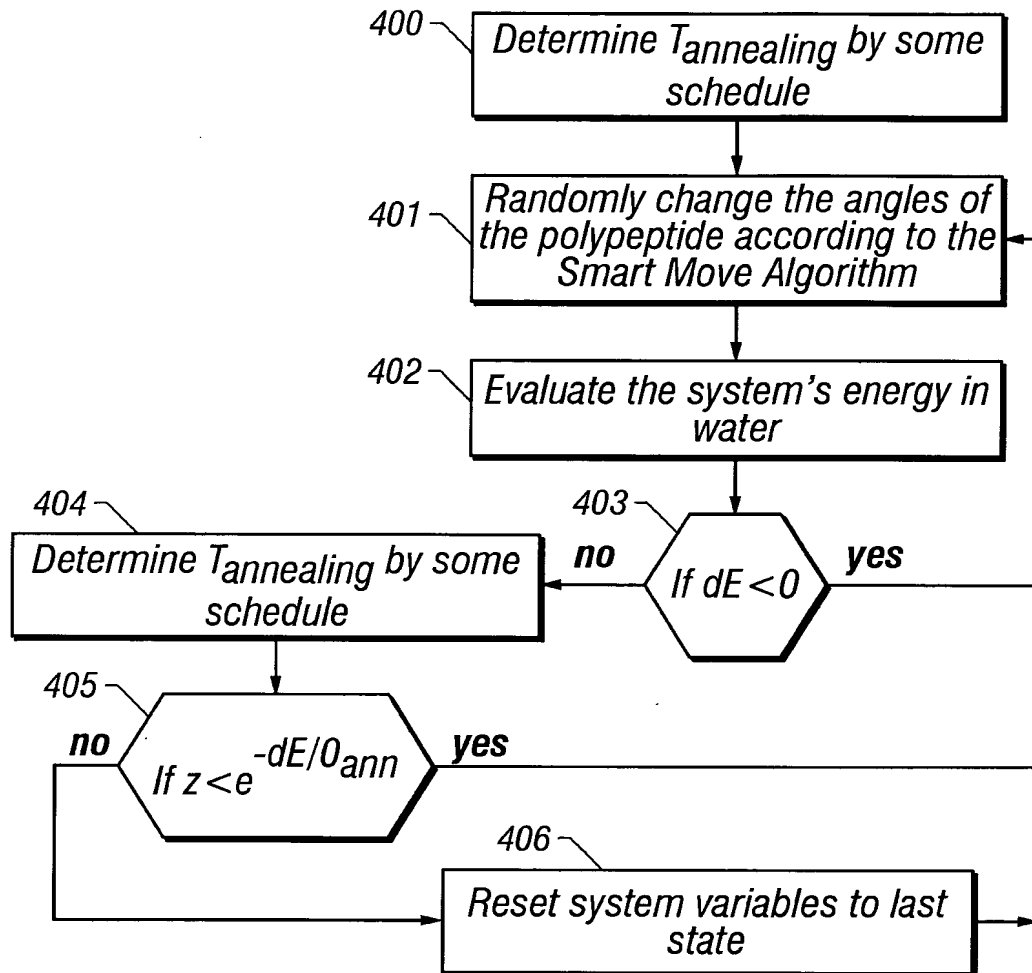 400
Determine Tannealing by some
schedule
401
Randomly change the angles of
the polypeptide according to the
Smart Move Algorithm
402
Evaluate the system's energy in
water
403
no
If dE<0
yes
404
Determine Tannealing by some
schedule
405
no
If z<e^-dE/0ann
yes
406
Reset system variables to last
state